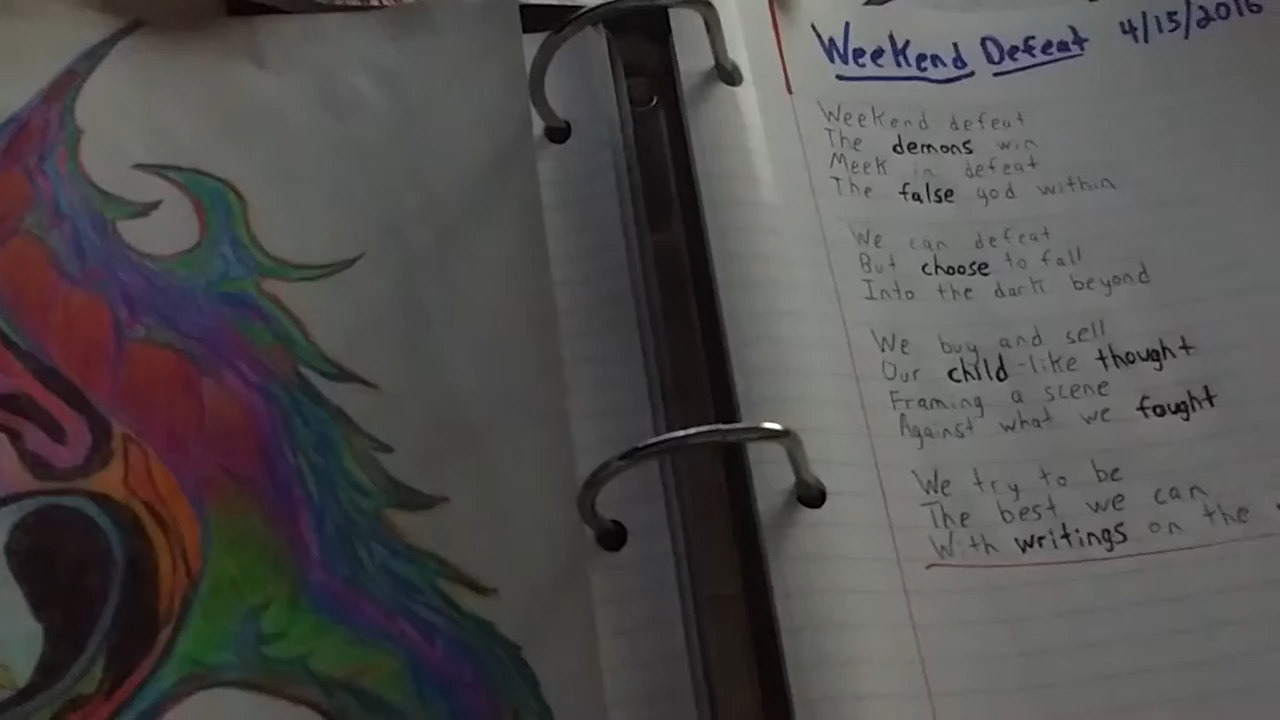 Weekend Defeat 4/15/2016
Weekend defeat
The demons win
Meek in defeat
The false god within
We can defeat
But choose to fall
Into the dark beyond
We buy and sell
Our child-like thought
Framing a scene
Against what we fought
We try to be
The best we can
With writings on the